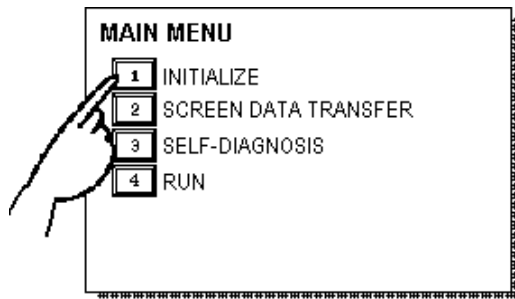 MAIN MENU
1 INITIALIZE
2 SCREEN DATA TRANSFER
3 SELF-DIAGNOSIS
4 RUN